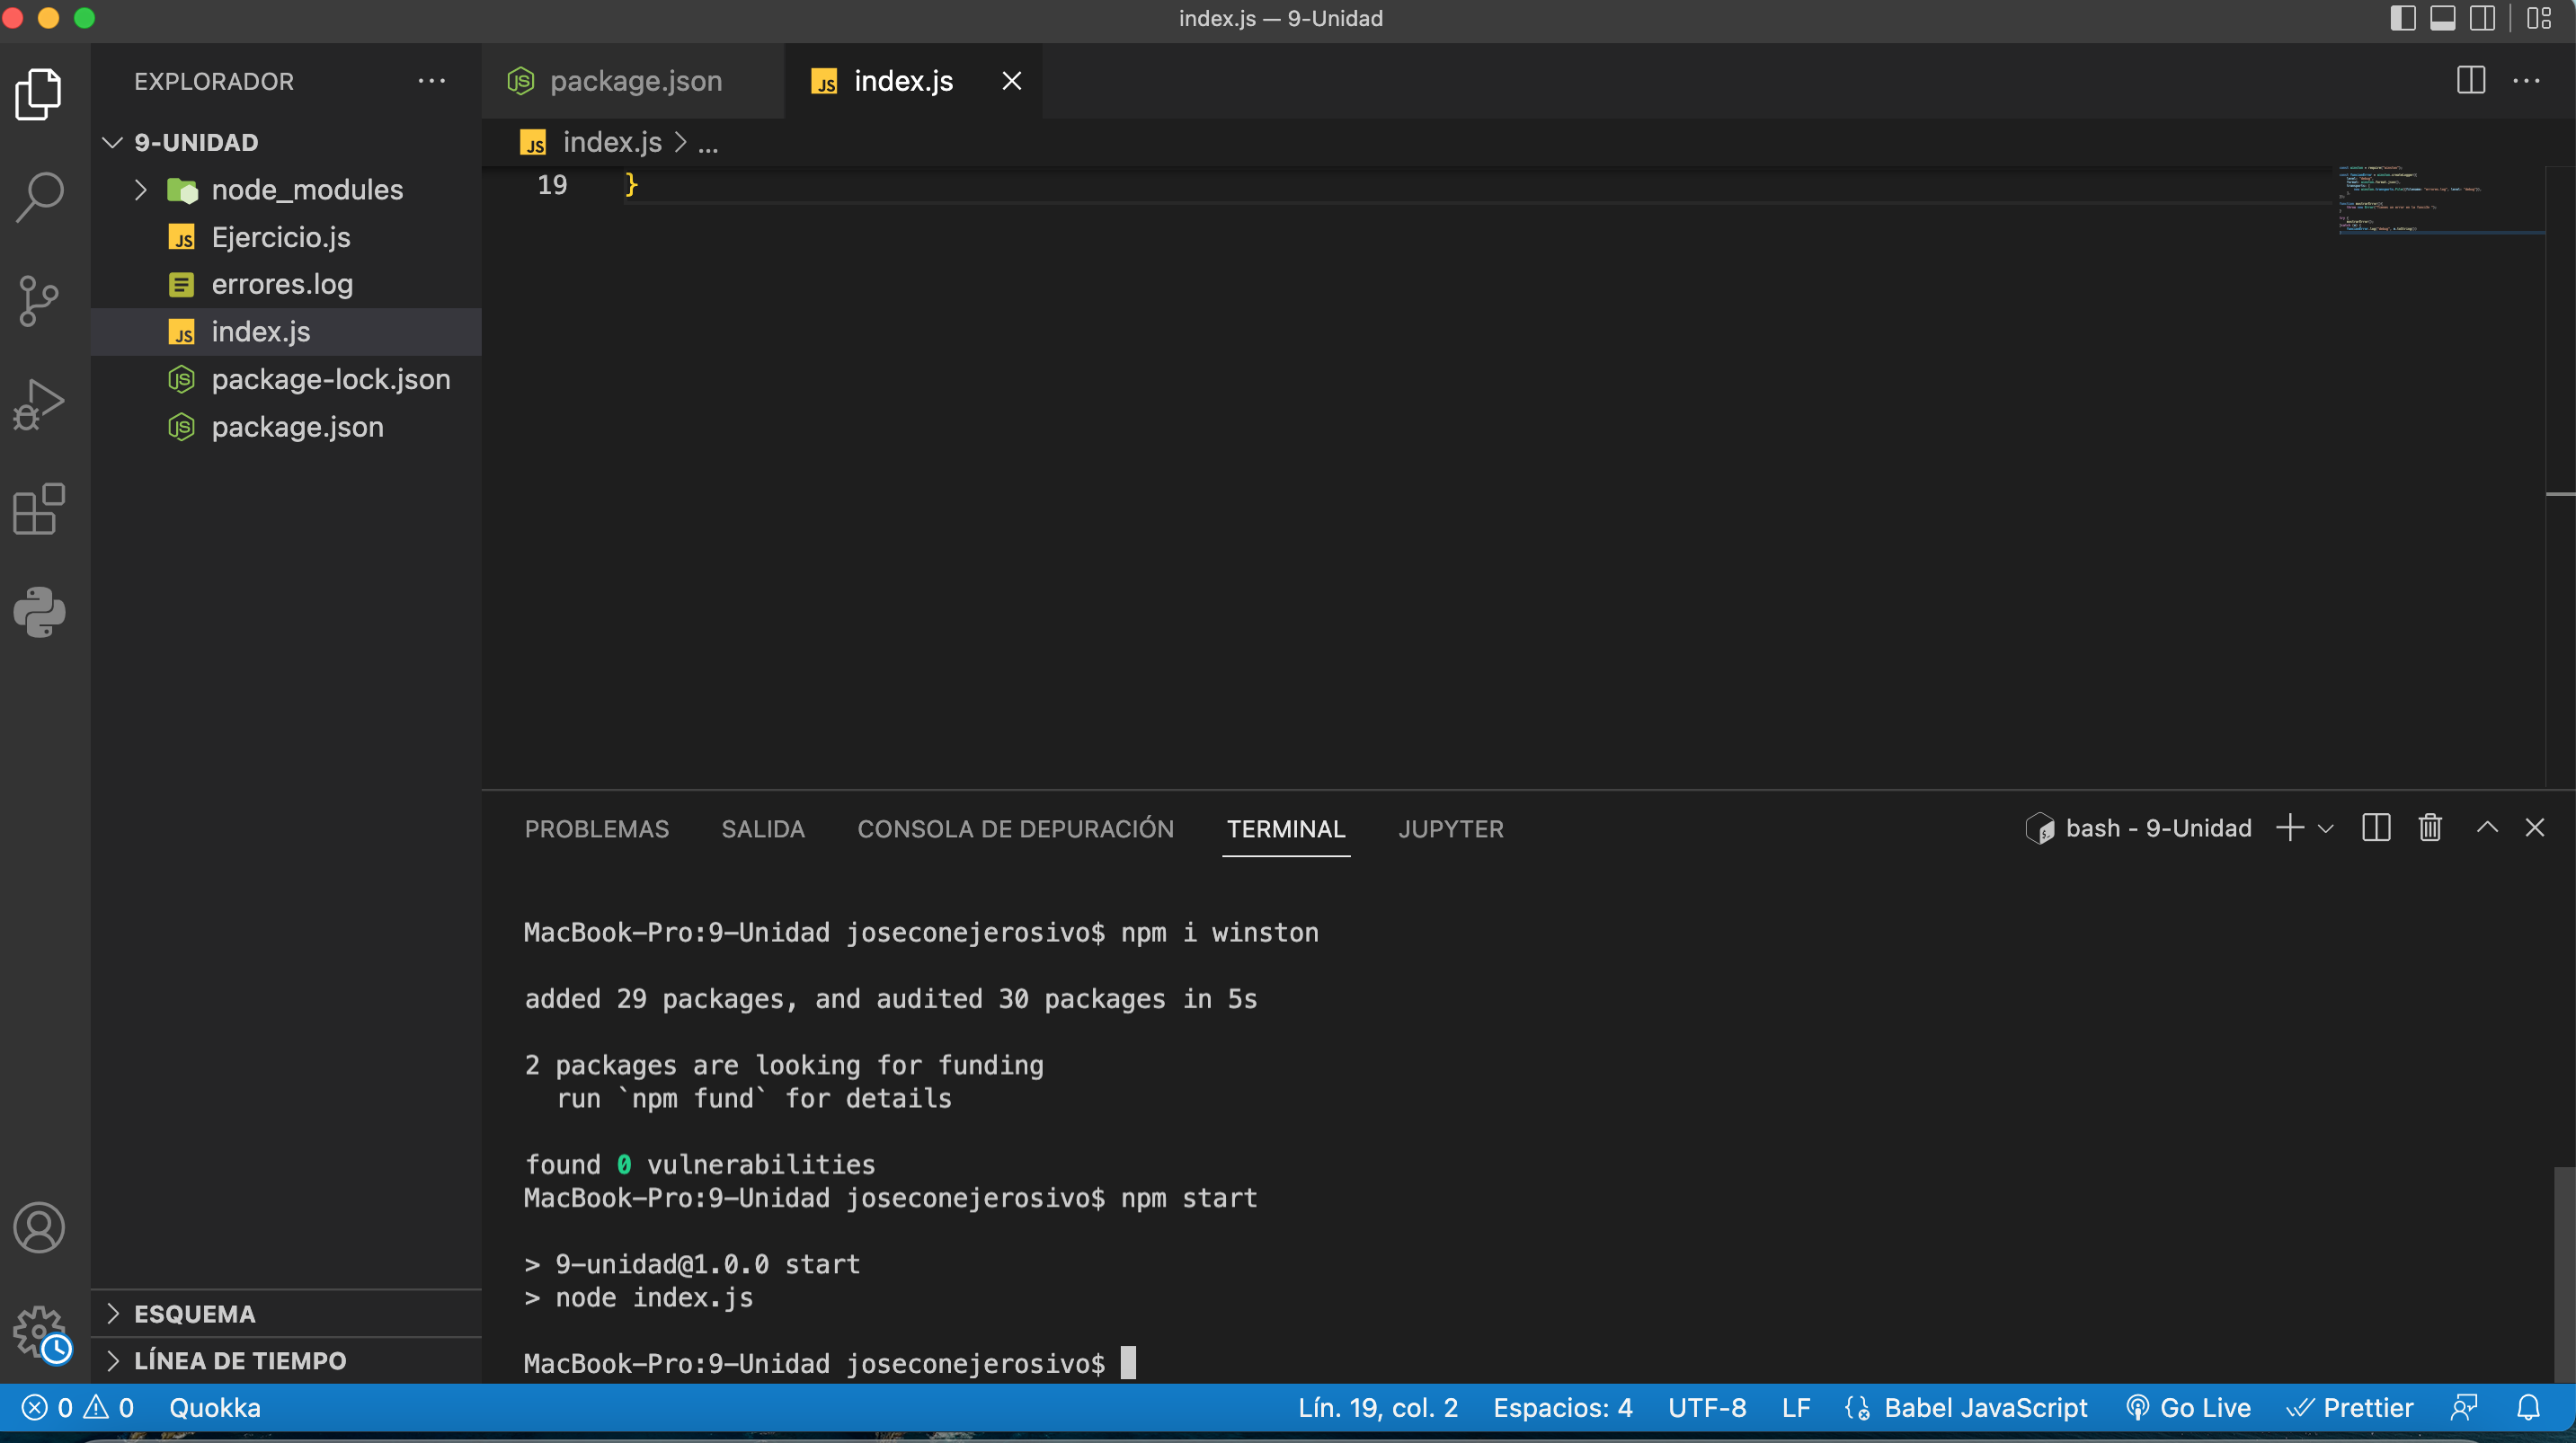 index.js — 9-Unidad
EXPLORADOR
9-UNIDAD
node_modules
Ejercicio.js
errores.log
index.js
package-lock.json
package.json
ESQUEMA
LÍNEA DE TIEMPO
package.json
index.js
index.js > ...
19 }
PROBLEMAS SALIDA CONSOLA DE DEPURACIÓN TERMINAL JUPYTER
bash - 9-Unidad
MacBook-Pro:9-Unidad joseconejerosivo$ npm i winston
added 29 packages, and audited 30 packages in 5s
2 packages are looking for funding
run `npm fund` for details
found 0 vulnerabilities
MacBook-Pro:9-Unidad joseconejerosivo$ npm start
> 9-unidad@1.0.0 start
> node index.js
MacBook-Pro:9-Unidad joseconejerosivo$
0 0 Quokka Lín. 19, col. 2 Espacios: 4 UTF-8 LF Babel JavaScript Go Live Prettier